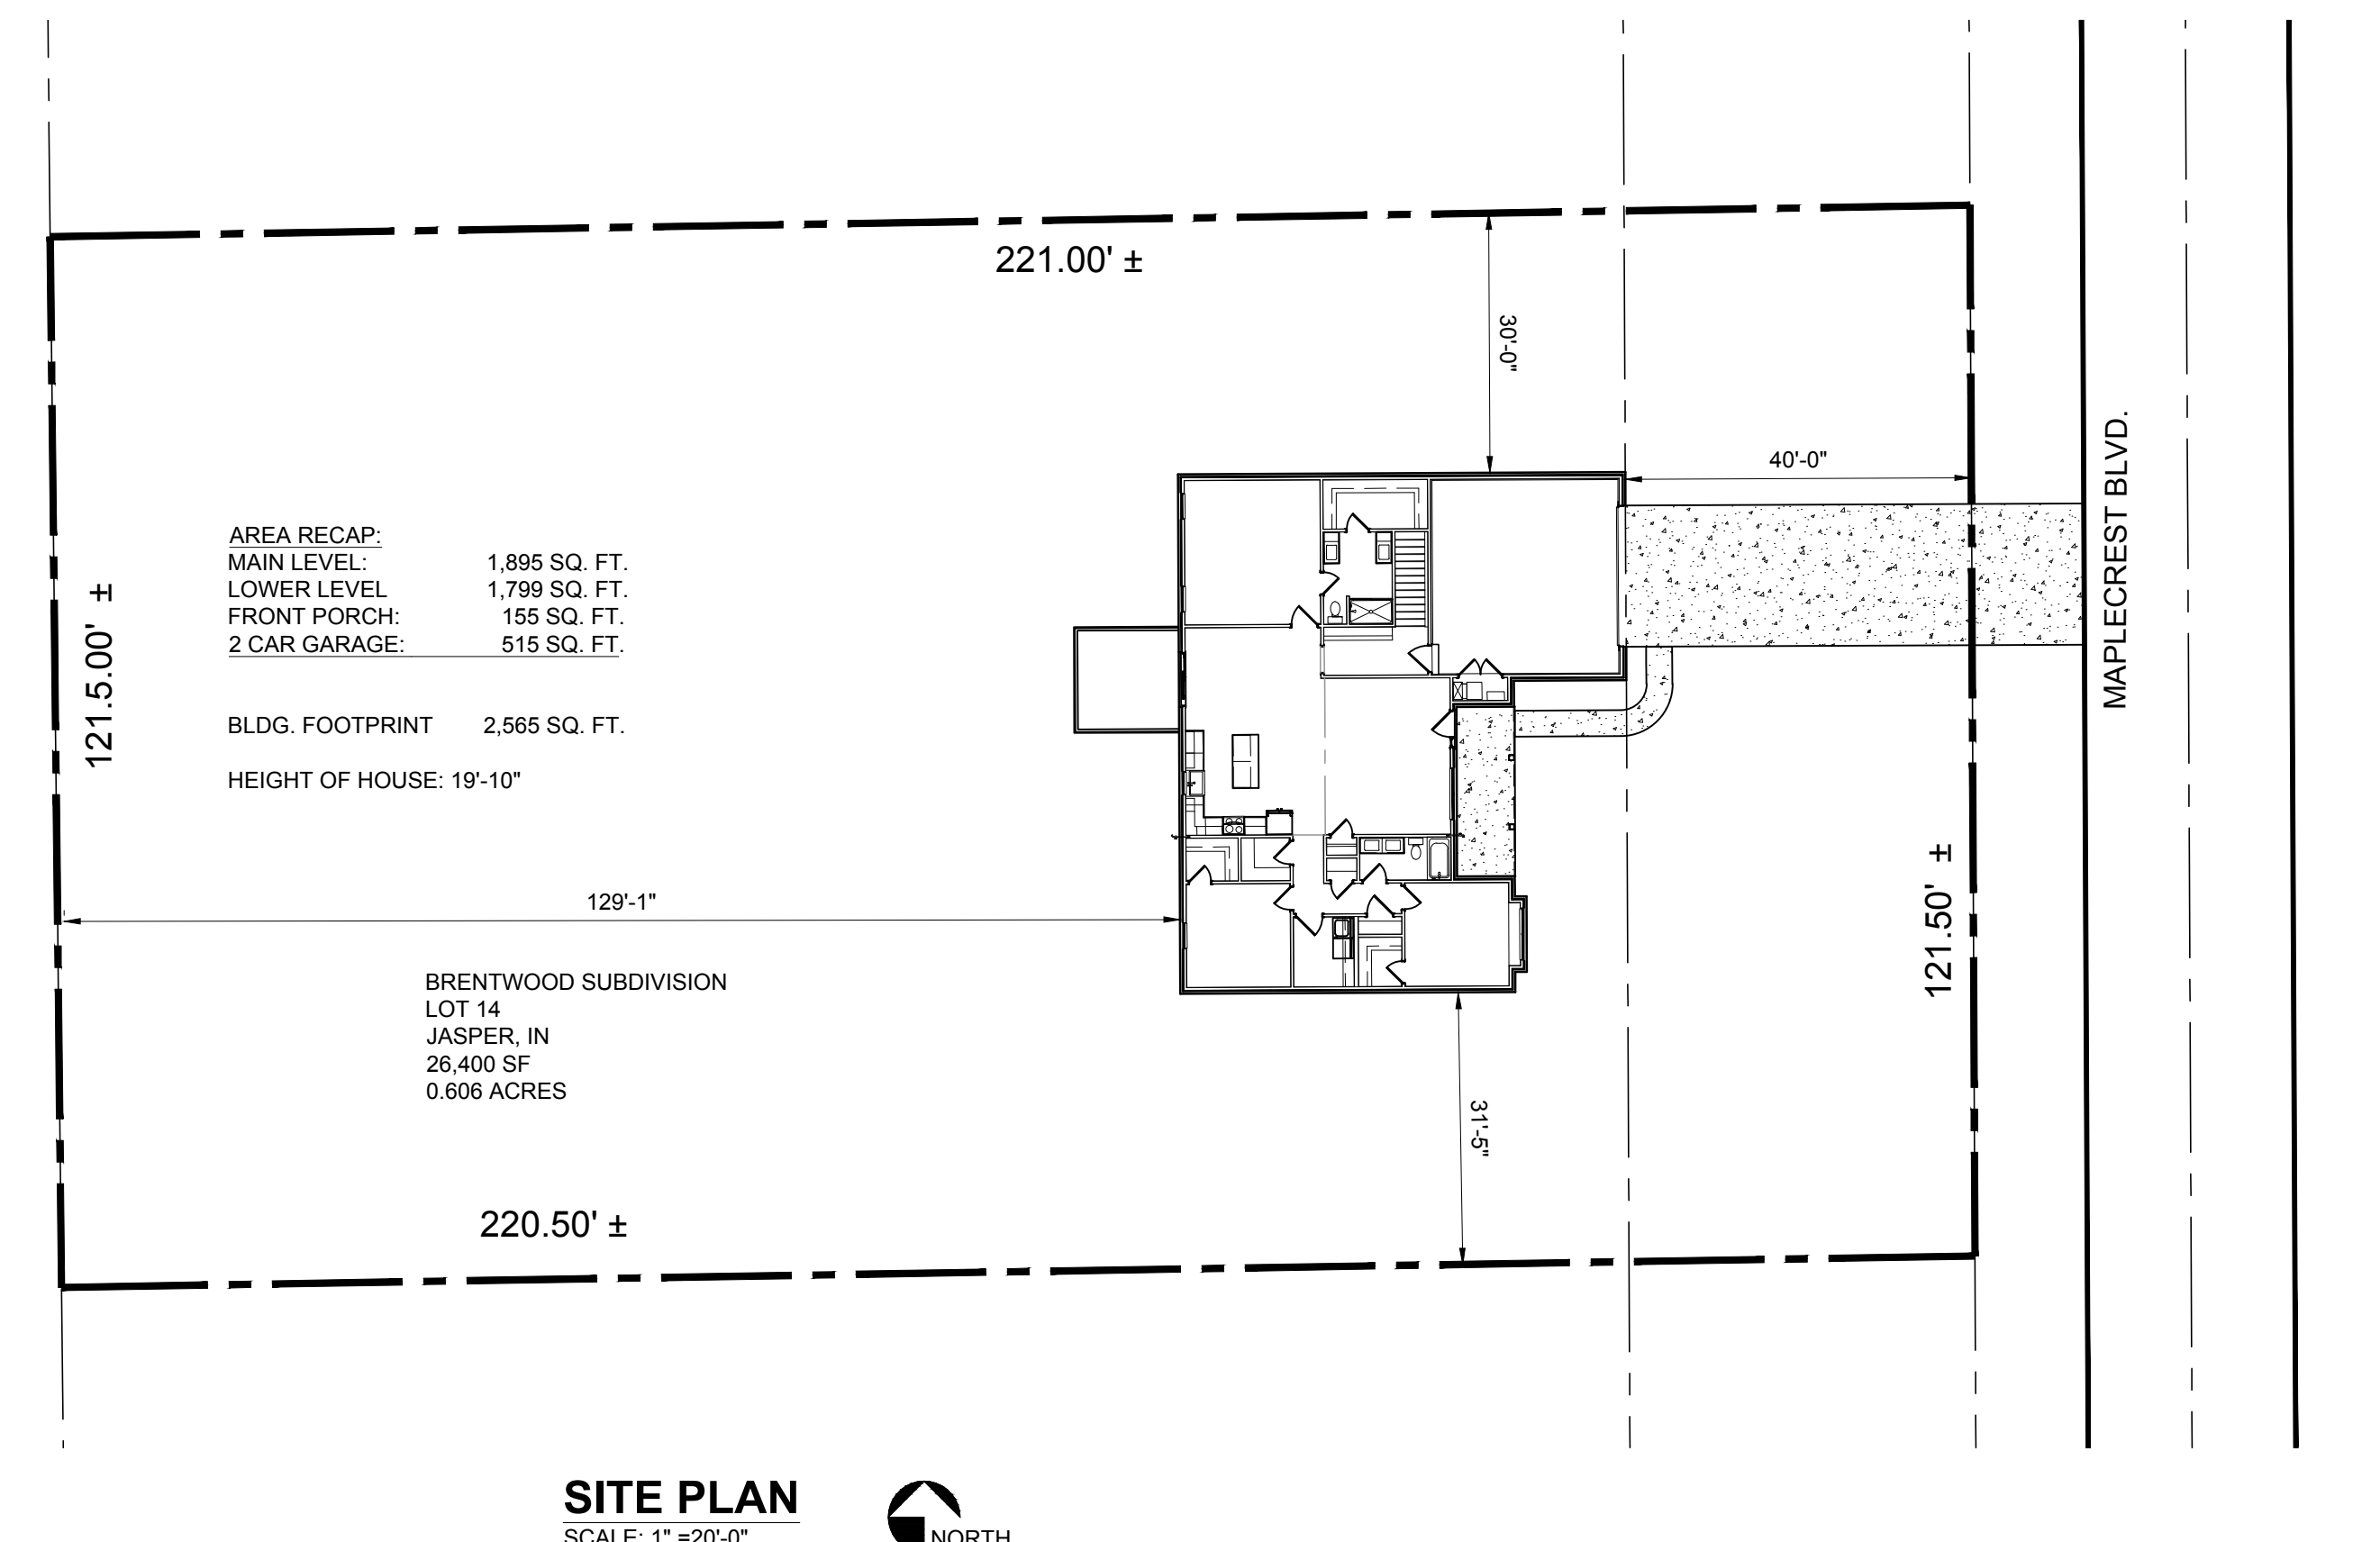 221.00' ±
30'-0"
40'-0"
MAPLECREST BLVD.
AREA RECAP:
MAIN LEVEL: 1,895 SQ. FT.
LOWER LEVEL 1,799 SQ. FT.
FRONT PORCH: 155 SQ. FT.
2 CAR GARAGE: 515 SQ. FT.
121.5.00' ±
BLDG. FOOTPRINT 2,565 SQ. FT.
HEIGHT OF HOUSE: 19'-10"
129'-1"
121.50' ±
BRENTWOOD SUBDIVISION
LOT 14
JASPER, IN
26,400 SF
0.606 ACRES
31'-5"
220.50' ±
SITE PLAN
SCALE: 1" =20'-0"
NORTH